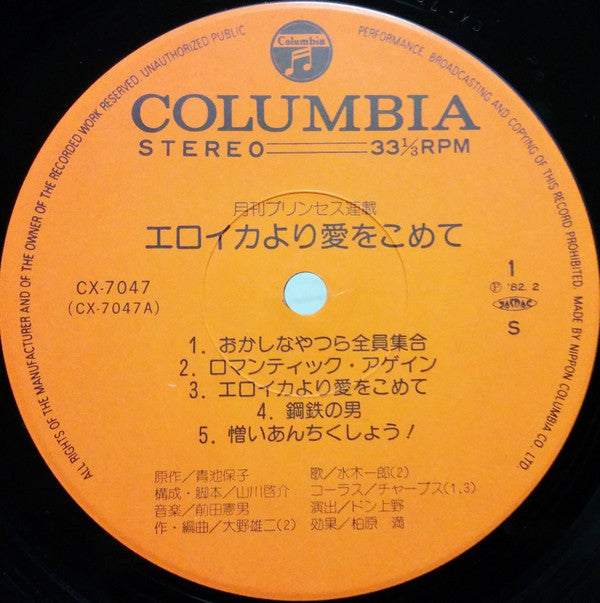 ALL RIGHTS OF THE MANUFACTURER AND OF THE OWNER OF THE RECORDED WORK RESERVED. UNAUTHORIZED PUBLIC PERFORMANCE, BROADCASTING AND COPYING OF THIS RECORD PROHIBITED. MADE BY NIPPON COLUMBIA CO. LTD.
Columbia
COLUMBIA
STEREO 33⅓RPM
月刊プリンセス連載
エロイカより愛をこめて
CX-7047
(CX-7047A)
1
Ⓟ '82. 2
S
1. おかしなやつら全員集合
2. ロマンティック・アゲイン
3. エロイカより愛をこめて
4. 鋼鉄の男
5. 憎いあんちくしょう!
原作/青池保子 歌/水木一郎(2)
構成・脚本/山川啓介 コーラス/チャープス(1,3)
音楽/前田憲男 演出/ドン上野
作・編曲/大野雄二(2) 効果/柏原 満